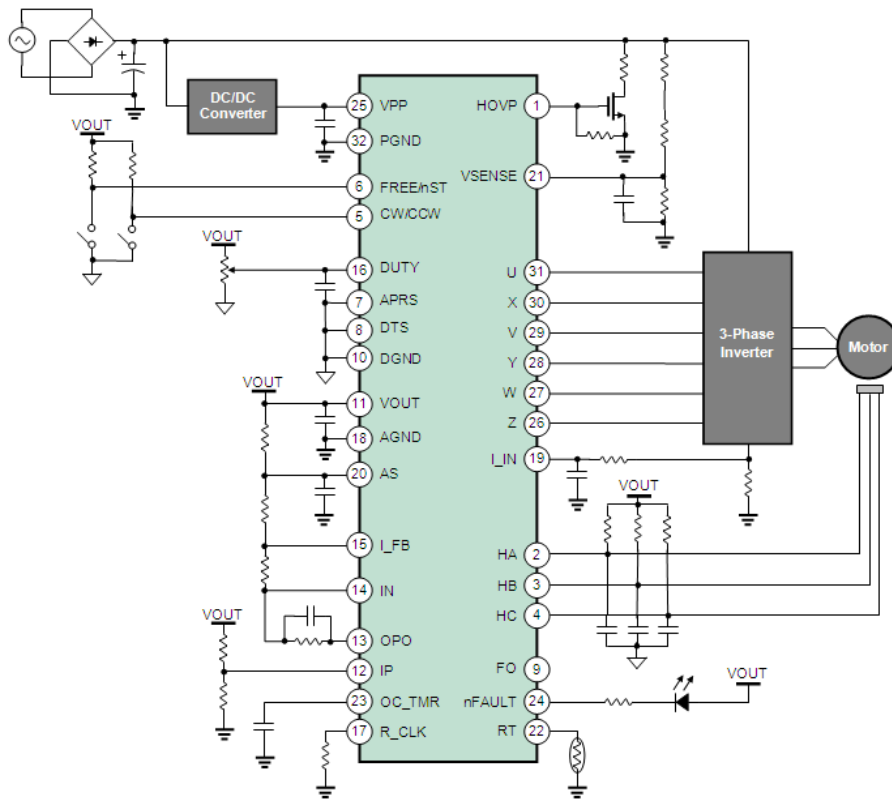 DC/DC
Converter
VOUT
25 VPP
32 PGND
6 FREE/nST
5 CW/CCW
VOUT
16 DUTY
7 APRS
8 DTS
10 DGND
VOUT
11 VOUT
18 AGND
20 AS
15 I_FB
14 IN
13 OPO
VOUT
12 IP
23 OC_TMR
17 R_CLK
HOVP 1
VSENSE 21
U 31
X 30
V 29
Y 28
W 27
Z 26
I_IN 19
3-Phase
Inverter
Motor
VOUT
HA 2
HB 3
HC 4
FO 9
nFAULT 24
VOUT
RT 22
+